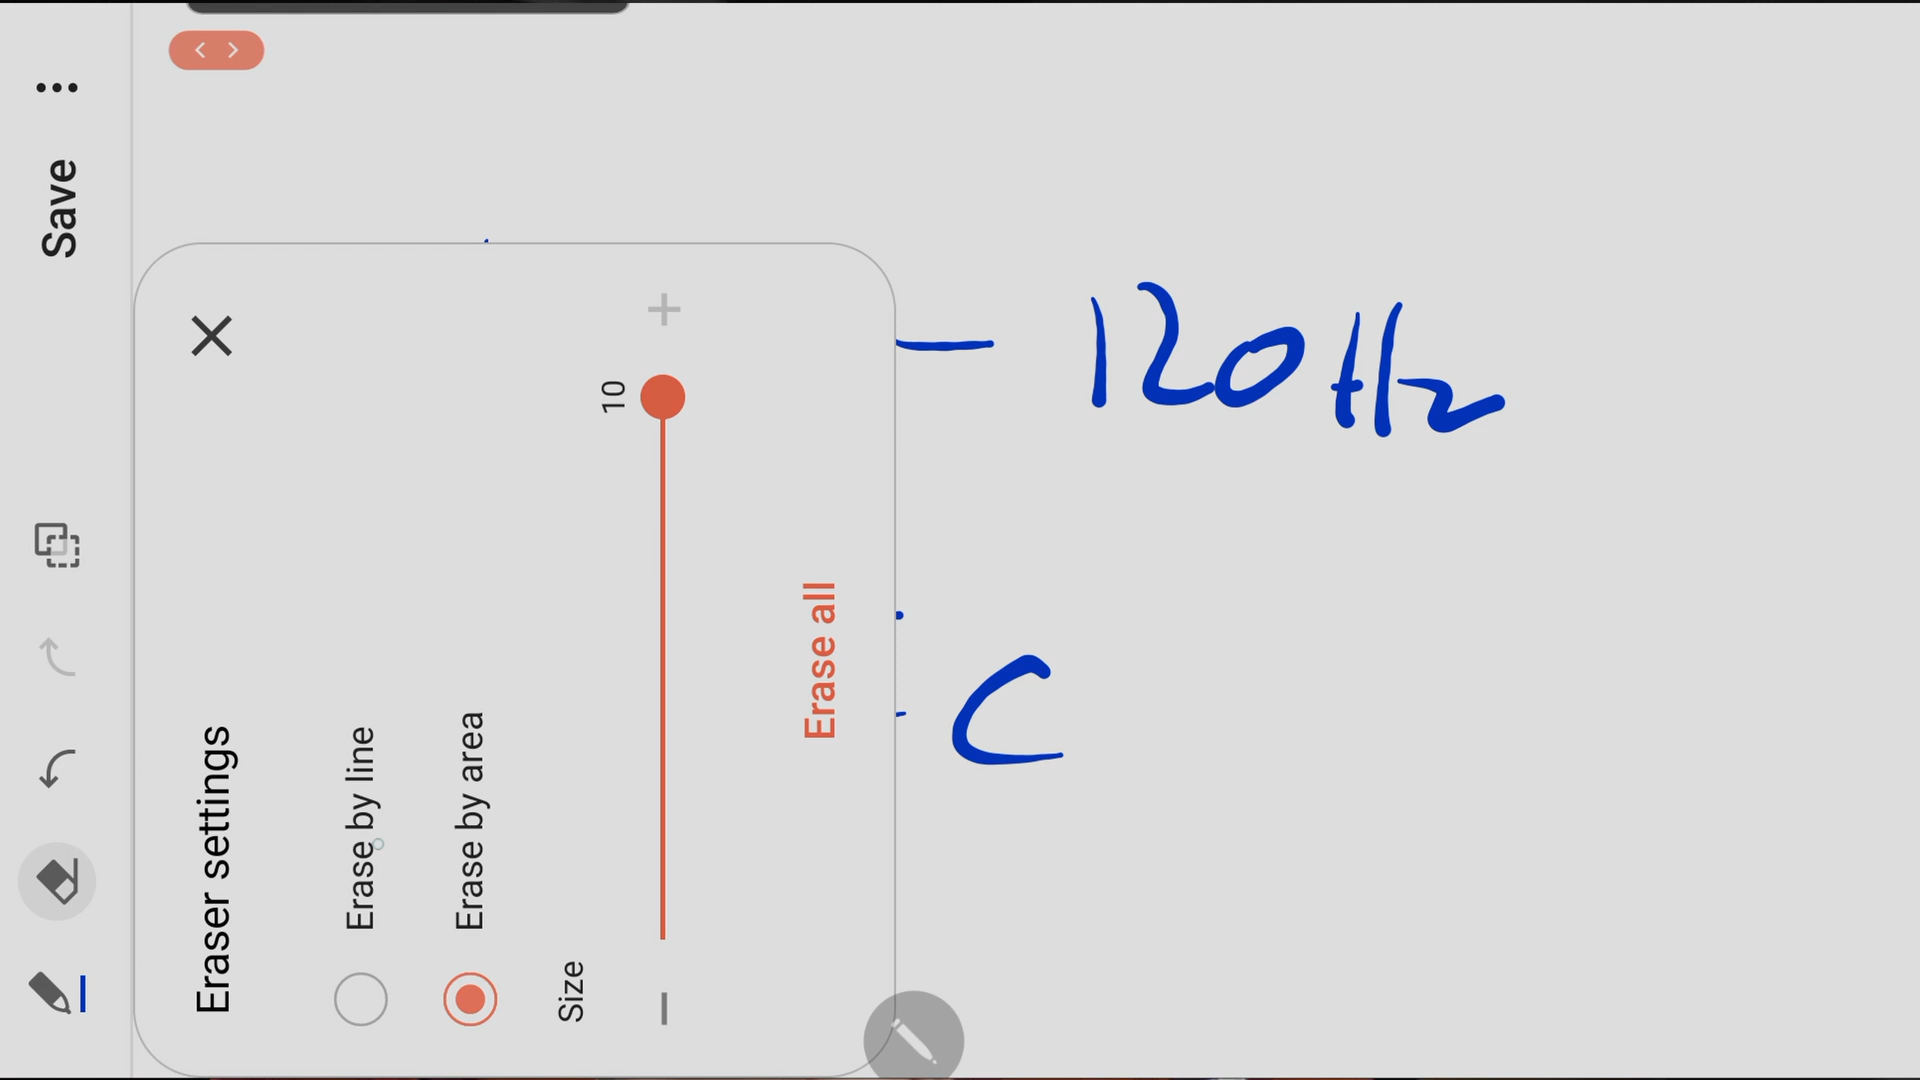 Save
Eraser settings
Erase by line
Erase by area
Size
10
Erase all
— 120 Hz
C